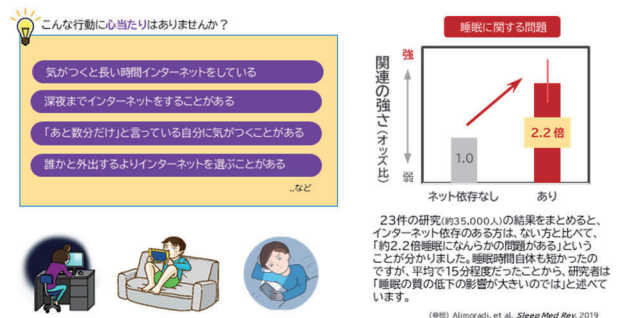 こんな行動に心当たりはありませんか？
気がつくと長い時間インターネットをしている
深夜までインターネットをすることがある
「あと数分だけ」と言っている自分に気がつくことがある
誰かと外出するよりインターネットを選ぶことがある
..など
睡眠に関する問題
関連の強さ(オッズ比)
強
弱
1.0
2.2 倍
ネット依存なし
あり
23件の研究(約35,000人)の結果をまとめると、
インターネット依存のある方は、ない方と比べて、
「約2.2倍睡眠になんらかの問題がある」という
ことが分かりました。睡眠時間自体も短かったの
ですが、平均で15分程度だったことから、研究者は
「睡眠の質の低下の影響が大きいのでは」と述べて
います。
(参照) Alimoradi, et al. Sleep Med Rev. 2019